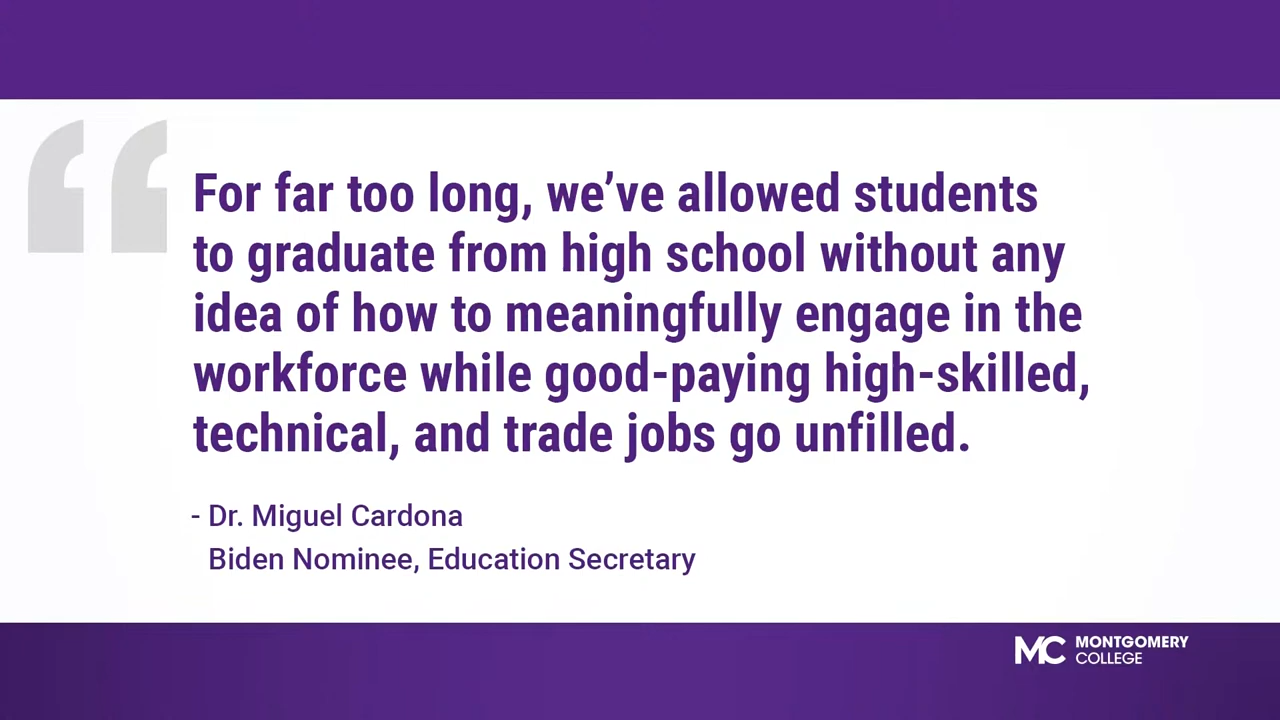 For far too long, we’ve allowed students
to graduate from high school without any
idea of how to meaningfully engage in the
workforce while good-paying high-skilled,
technical, and trade jobs go unfilled.
- Dr. Miguel Cardona
Biden Nominee, Education Secretary
MC MONTGOMERY
COLLEGE